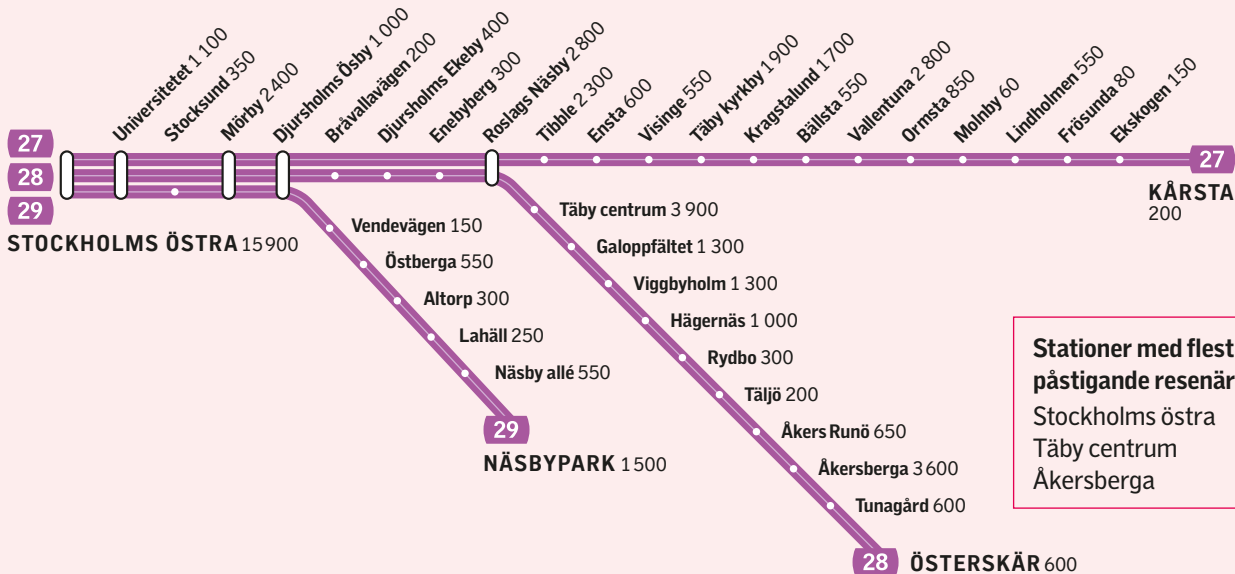 Universitetet 1 100
Stocksund 350
Mörby 2 400
Djursholms Ösby 1 000
Bråvallavägen 200
Djursholms Ekeby 400
Enebyberg 300
Roslags Näsby 2 800
Tibble 2 300
Ensta 600
Visinge 550
Täby kyrkby 1 900
Kragstalund 1 700
Bällsta 550
Vallentuna 2 800
Ormsta 850
Molnby 60
Lindholmen 550
Frösunda 80
Ekskogen 150
27
28
29
STOCKHOLMS ÖSTRA 15 900
27
KÅRSTA
200
Vendevägen 150
Östberga 550
Altorp 300
Lahäll 250
Näsby allé 550
29
NÄSBYPARK 1 500
Täby centrum 3 900
Galoppfältet 1 300
Viggbyholm 1 300
Hägernäs 1 000
Rydbo 300
Täljö 200
Åkers Runö 650
Åkersberga 3 600
Tunagård 600
28
ÖSTERSKÄR 600
Stationer med flest
påstigande resenär
Stockholms östra
Täby centrum
Åkersberga